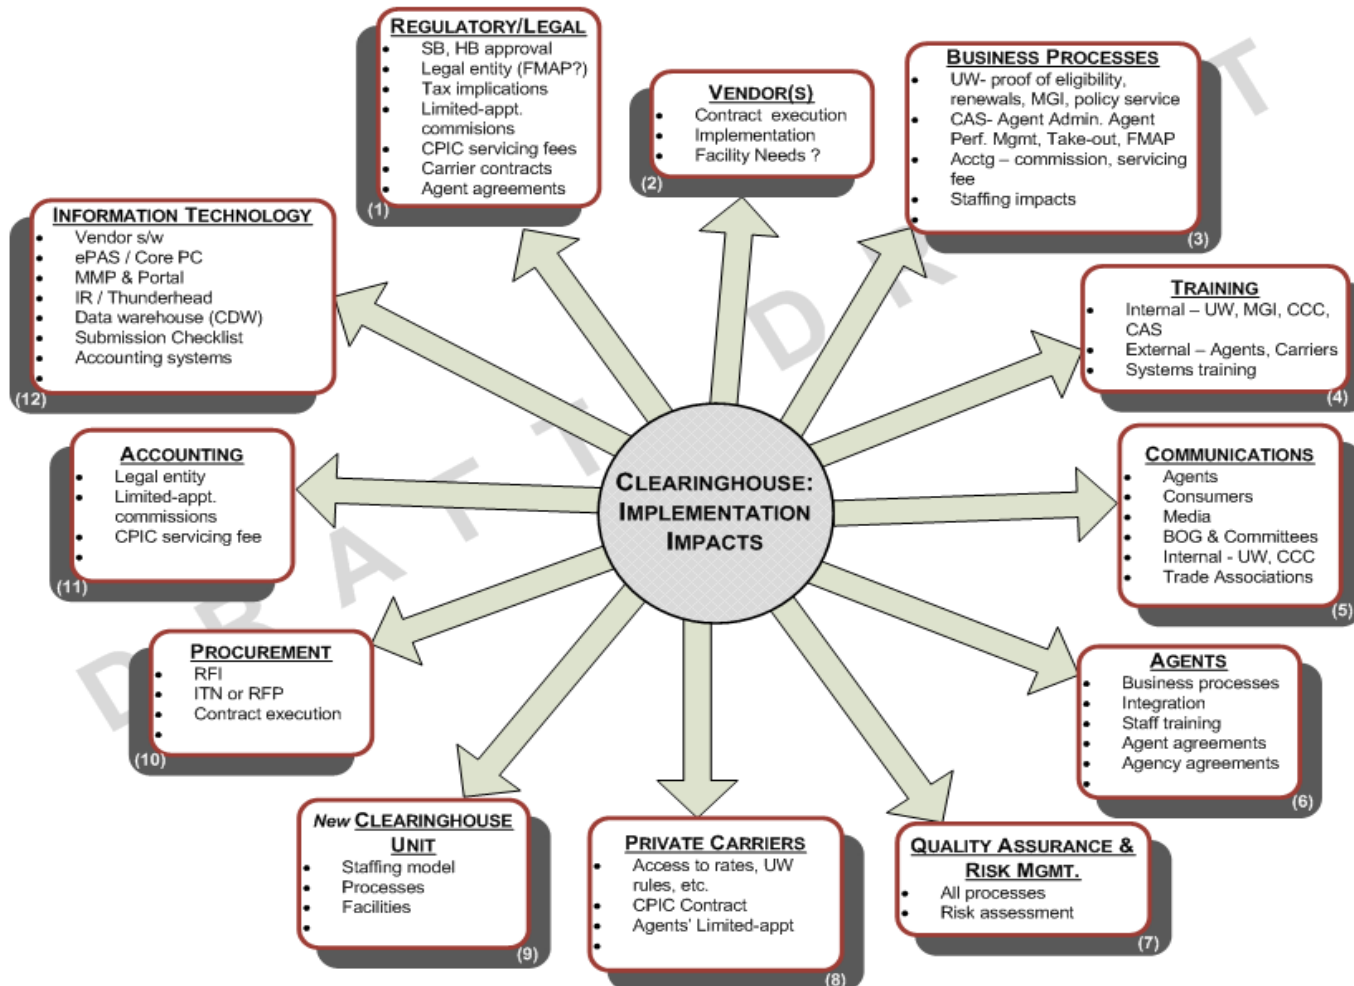 REGULATORY/LEGAL
• SB, HB approval
• Legal entity (FMAP?)
• Tax implications
• Limited-appt.
commisions
• CPIC servicing fees
• Carrier contracts
• Agent agreements
(1)
VENDOR(S)
• Contract execution
• Implementation
• Facility Needs ?
(2)
BUSINESS PROCESSES
• UW- proof of eligibility,
renewals, MGI, policy service
• CAS- Agent Admin. Agent
Perf. Mgmt, Take-out, FMAP
• Acctg – commission, servicing
fee
• Staffing impacts
•
(3)
TRAINING
• Internal – UW, MGI, CCC,
CAS
• External – Agents, Carriers
• Systems training
(4)
COMMUNICATIONS
• Agents
• Consumers
• Media
• BOG & Committees
• Internal - UW, CCC
• Trade Associations
(5)
AGENTS
• Business processes
• Integration
• Staff training
• Agent agreements
• Agency agreements
•
(6)
QUALITY ASSURANCE &
RISK MGMT.
• All processes
• Risk assessment
(7)
PRIVATE CARRIERS
• Access to rates, UW
rules, etc.
• CPIC Contract
• Agents' Limited-appt
•
(8)
New CLEARINGHOUSE
UNIT
• Staffing model
• Processes
• Facilities
•
(9)
PROCUREMENT
• RFI
• ITN or RFP
• Contract execution
•
(10)
ACCOUNTING
• Legal entity
• Limited-appt.
commissions
• CPIC servicing fee
•
•
(11)
INFORMATION TECHNOLOGY
• Vendor s/w
• ePAS / Core PC
• MMP & Portal
• IR / Thunderhead
• Data warehouse (CDW)
• Submission Checklist
• Accounting systems
•
(12)
CLEARINGHOUSE:
IMPLEMENTATION
IMPACTS